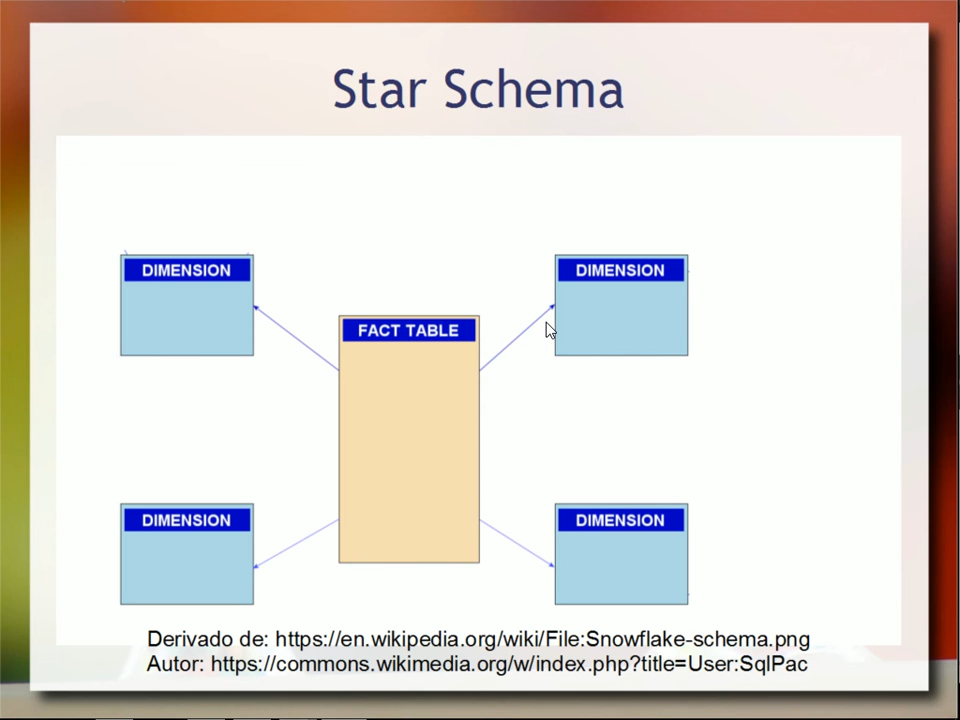 Star Schema
DIMENSION
DIMENSION
FACT TABLE
DIMENSION
DIMENSION
Derivado de: https://en.wikipedia.org/wiki/File:Snowflake-schema.png
Autor: https://commons.wikimedia.org/w/index.php?title=User:SqlPac